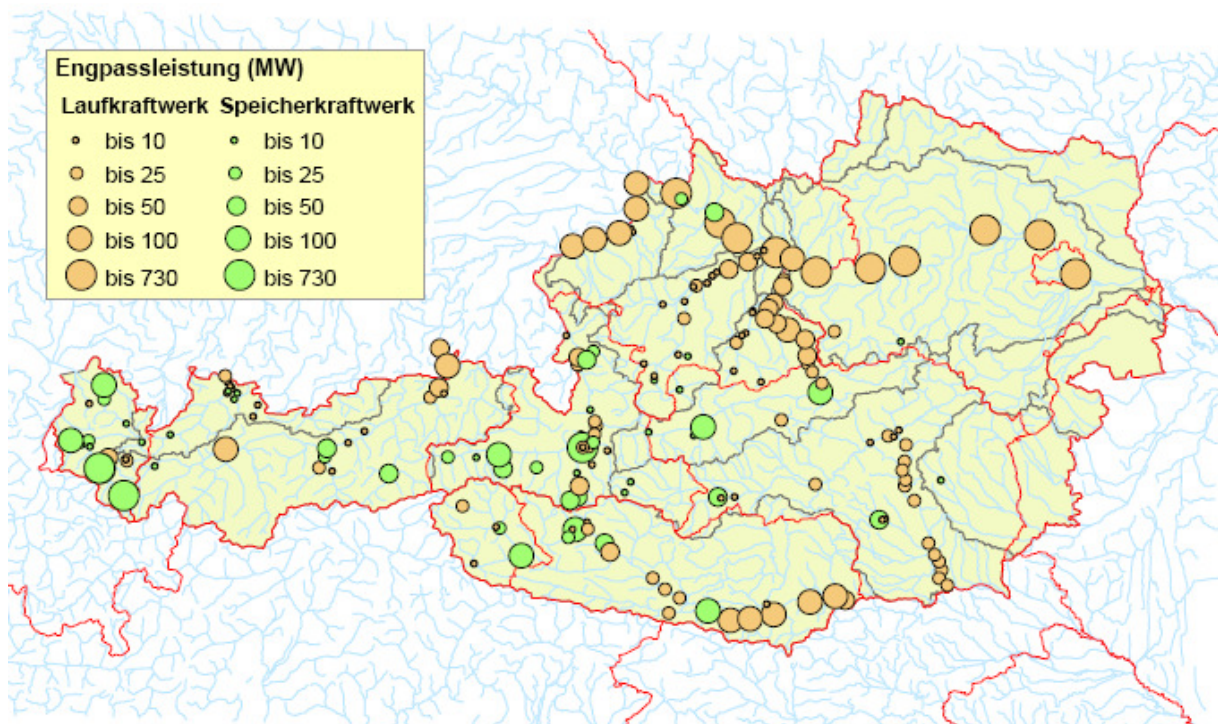 Engpassleistung (MW)
Laufkraftwerk Speicherkraftwerk
bis 10 bis 10
bis 25 bis 25
bis 50 bis 50
bis 100 bis 100
bis 730 bis 730